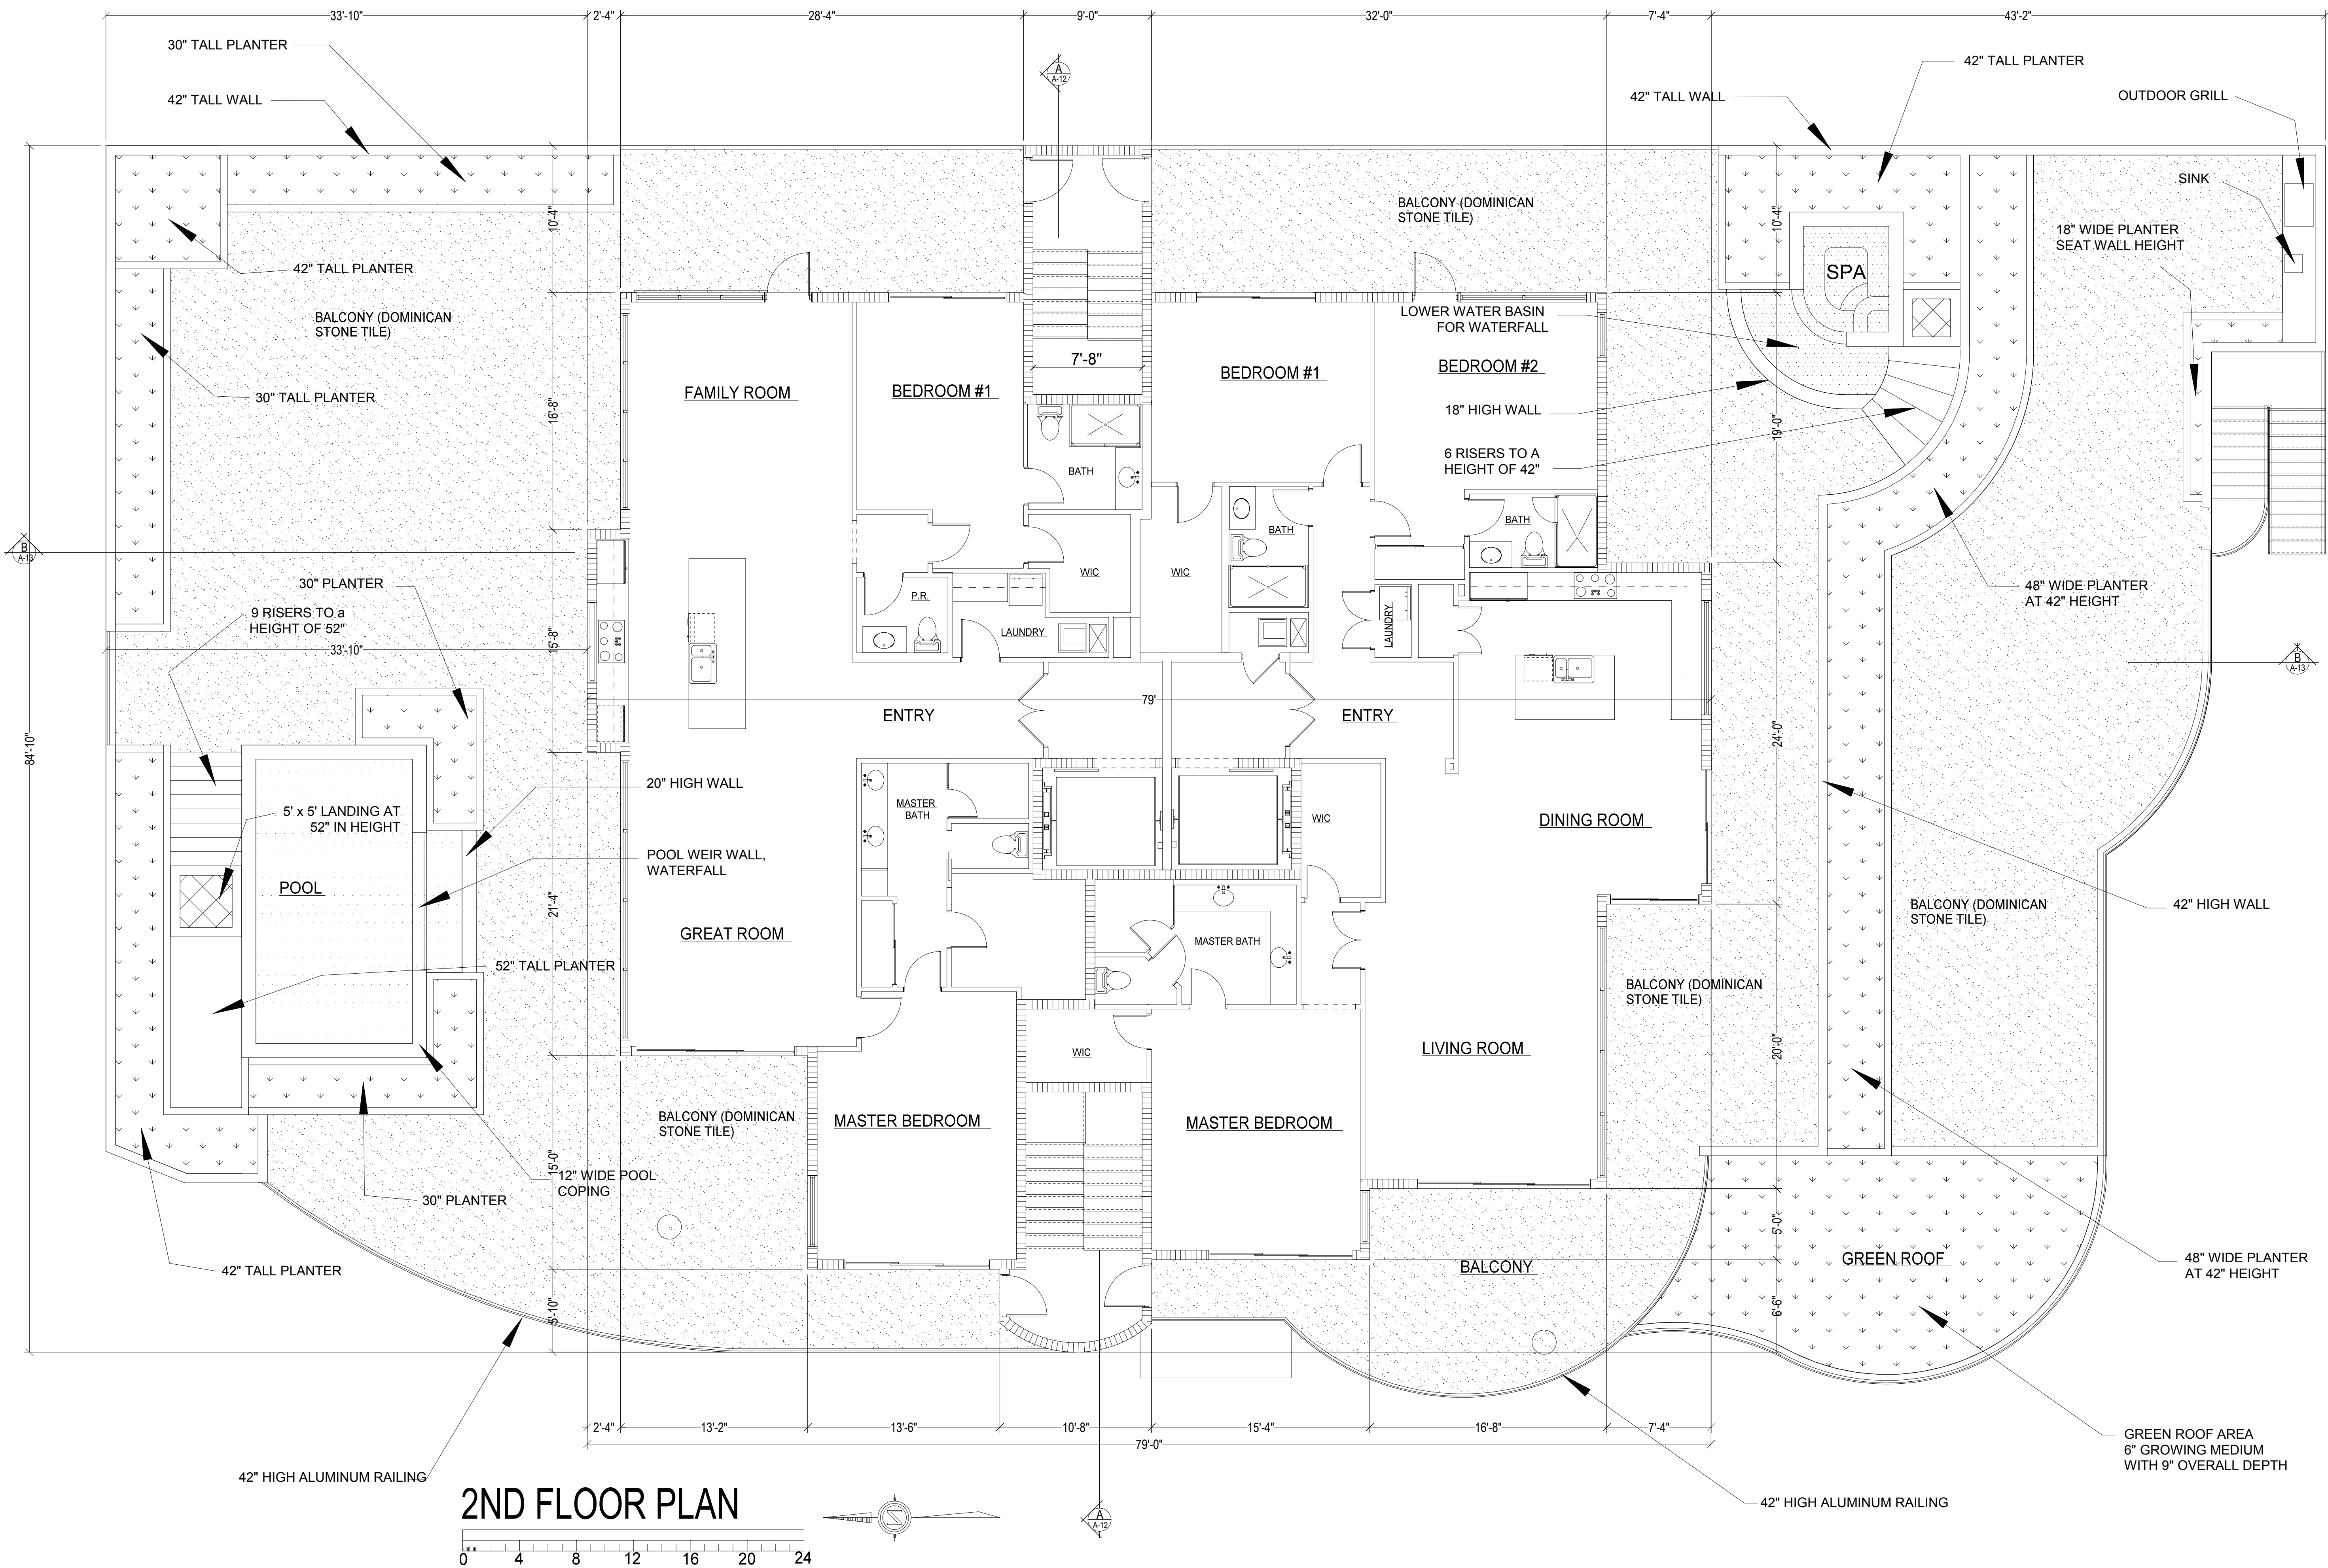 33'-10"
2'-4"
28'-4"
9'-0"
32'-0"
7'-4"
43'-2"
30" TALL PLANTER
42" TALL WALL
A
A-12
42" TALL WALL
42" TALL PLANTER
OUTDOOR GRILL
SINK
18" WIDE PLANTER
SEAT WALL HEIGHT
10'-4"
BALCONY (DOMINICAN
STONE TILE)
10'-4"
42" TALL PLANTER
BALCONY (DOMINICAN
STONE TILE)
SPA
LOWER WATER BASIN
FOR WATERFALL
7'-8"
FAMILY ROOM
BEDROOM #1
BEDROOM #1
BEDROOM #2
30" TALL PLANTER
16'-8"
18" HIGH WALL
19'-0"
6 RISERS TO A
HEIGHT OF 42"
BATH
BATH
BATH
B
A-13
WIC
WIC
30" PLANTER
P.R.
48" WIDE PLANTER
AT 42" HEIGHT
9 RISERS TO a
HEIGHT OF 52"
LAUNDRY
LAUNDRY
33'-10"
15'-8"
B
A-13
79'
ENTRY
ENTRY
84'-10"
24'-0"
20" HIGH WALL
MASTER
BATH
5' x 5' LANDING AT
52" IN HEIGHT
WIC
DINING ROOM
POOL WEIR WALL,
WATERFALL
POOL
21'-4"
GREAT ROOM
MASTER BATH
BALCONY (DOMINICAN
STONE TILE)
42" HIGH WALL
52" TALL PLANTER
BALCONY (DOMINICAN
STONE TILE)
WIC
LIVING ROOM
20'-0"
BALCONY (DOMINICAN
STONE TILE)
MASTER BEDROOM
MASTER BEDROOM
15'-0"
12" WIDE POOL
COPING
30" PLANTER
5'-0"
42" TALL PLANTER
BALCONY
GREEN ROOF
48" WIDE PLANTER
AT 42" HEIGHT
5'-10"
6'-6"
2'-4"
13'-2"
13'-6"
10'-8"
15'-4"
16'-8"
7'-4"
79'-0"
GREEN ROOF AREA
6" GROWING MEDIUM
WITH 9" OVERALL DEPTH
42" HIGH ALUMINUM RAILING
42" HIGH ALUMINUM RAILING
2ND FLOOR PLAN
N
A
A-12
0 4 8 12 16 20 24